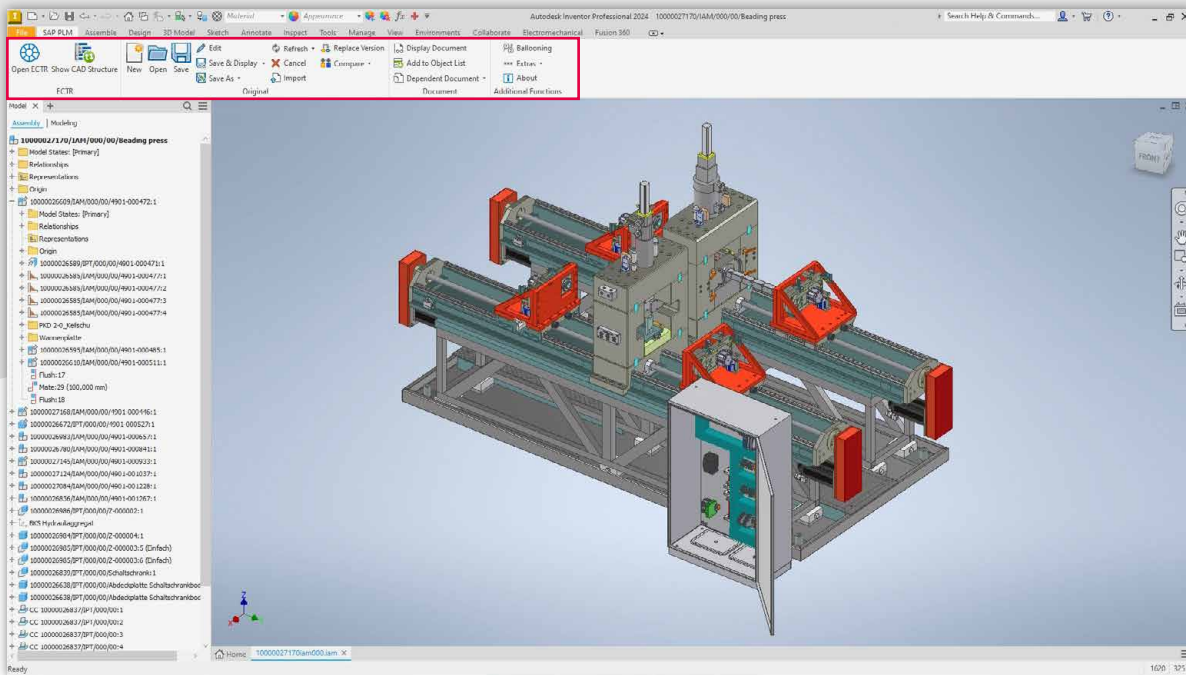 Material
Appearance
Autodesk Inventor Professional 2024 10000027170/IAM/000/00/Beading press
Search Help & Commands...
File SAP PLM Assemble Design 3D Model Sketch Annotate Inspect Tools Manage View Environments Collaborate Electromechanical Fusion 360
Open ECTR Show CAD Structure
ECTR
New Open Save
Edit Refresh Replace Version
Save & Display Cancel Compare
Save As Import
Original
Display Document
Add to Object List
Dependent Document
Document
Ballooning
Extras
About
Additional Functions
Model
Assembly | Modeling
10000027170/IAM/000/00/Beading press
Model States: [Primary]
Relationships
Representations
Origin
10000026609/IAM/000/00/4901-000472:1
Model States: [Primary]
Relationships
Representations
Origin
10000026589/IPT/000/00/4901-000471:1
10000026585/IAM/000/00/4901-000477:1
10000026585/IAM/000/00/4901-000477:2
10000026585/IAM/000/00/4901-000477:3
10000026585/IAM/000/00/4901-000477:4
PKD 2-0_Keilschu
Wannenplatte
10000026595/IAM/000/00/4901-000485:1
10000026610/IAM/000/00/4901-000511:1
Flush:17
Mate:29 (100,000 mm)
Flush:18
10000027168/IAM/000/00/4901-000446:1
10000026672/IPT/000/00/4901-000527:1
10000026983/IAM/000/00/4901-000657:1
10000026780/IAM/000/00/4901-000841:1
10000027145/IAM/000/00/4901-000933:1
10000027124/IAM/000/00/4901-001037:1
10000027084/IAM/000/00/4901-001228:1
10000026836/IAM/000/00/4901-001267:1
10000026986/IPT/000/00/Z-000002:1
BKS Hydraulikaggregal
10000026984/IPT/000/00/Z-000004:1
10000026985/IPT/000/00/Z-000003:5 (Einfach)
10000026985/IPT/000/00/Z-000003:6 (Einfach)
10000026839/IPT/000/00/Schaltschrank:1
10000026638/IPT/000/00/Abdeckplatte Schaltschrankboc
10000026638/IPT/000/00/Abdeckplatte Schaltschrankboc
CC 10000026837/IPT/000/00:1
CC 10000026837/IPT/000/00:2
CC 10000026837/IPT/000/00:3
CC 10000026837/IPT/000/00:4
FRONT
Z
X
Home 10000027170iam000.iam
Ready
1620 325